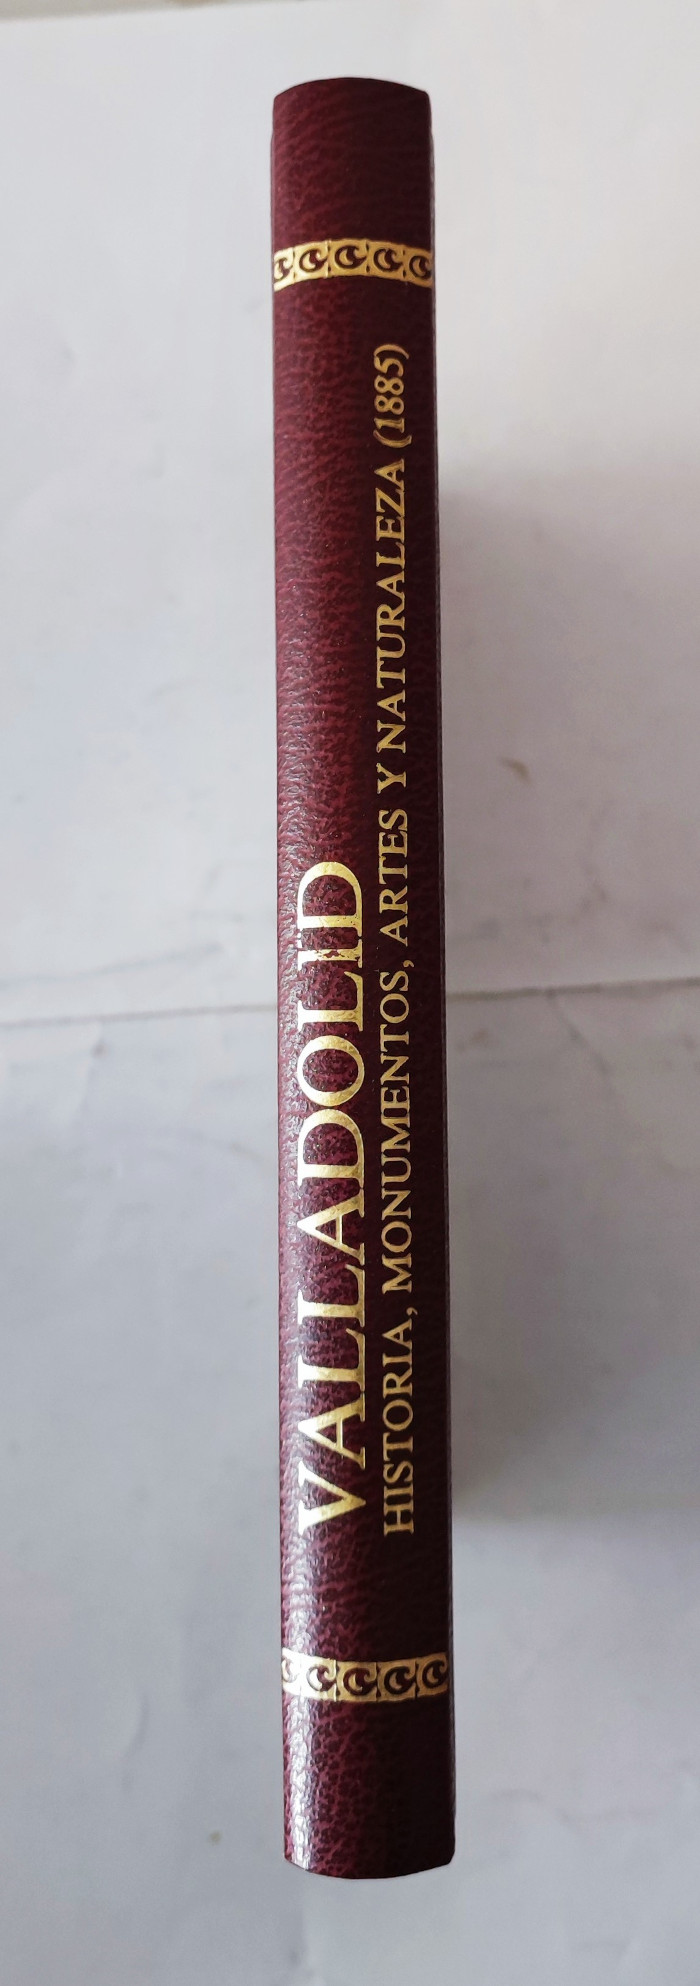 VALLADOLID
HISTORIA, MONUMENTOS, ARTES Y NATURALEZA (1885)